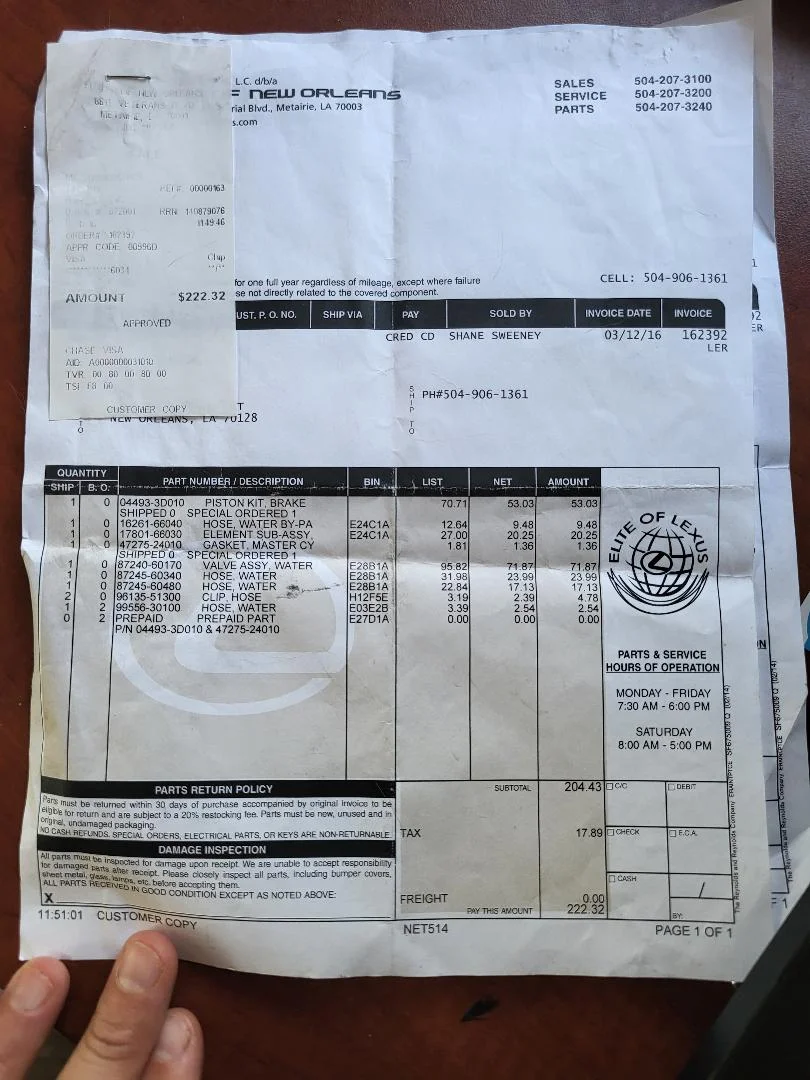 L.C. d/b/a
F NEW ORLEANS
rial Blvd., Metairie, LA 70003
s.com
SALES 504-207-3100
SERVICE 504-207-3200
PARTS 504-207-3240
REF#: 00000163
RRN: 110879076
11:49:46
ORDER# 162392
APPR CODE: 80996D
VISA Chip
6034
AMOUNT $222.32
APPROVED
CHASE VISA
AID: A0000000031010
TVR: 00 80 00 80 00
TSI: F8 00
CUSTOMER COPY
for one full year regardless of mileage, except where failure
se not directly related to the covered component.
CELL: 504-906-1361
UST. P. O. NO. SHIP VIA PAY SOLD BY INVOICE DATE INVOICE
CRED CD SHANE SWEENEY 03/12/16 162392
LER
T
NEW ORLEANS, LA 70128
TO
SHIP TO
PH#504-906-1361
QUANTITY PART NUMBER / DESCRIPTION BIN LIST NET AMOUNT
SHIP B. O.
1 0 04493-3D010 PISTON KIT, BRAKE 70.71 53.03 53.03
SHIPPED 0 SPECIAL ORDERED 1
1 0 16261-66040 HOSE, WATER BY-PA E24C1A 12.64 9.48 9.48
1 0 17801-66030 ELEMENT SUB-ASSY, E24C1A 27.00 20.25 20.25
1 0 47275-24010 GASKET, MASTER CY 1.81 1.36 1.36
SHIPPED 0 SPECIAL ORDERED 1
1 0 87240-60170 VALVE ASSY, WATER E28B1A 95.82 71.87 71.87
1 0 87245-60340 HOSE, WATER E28B1A 31.98 23.99 23.99
1 0 87245-60480 HOSE, WATER E28B1A 22.84 17.13 17.13
2 0 96135-51300 CLIP, HOSE H12F5E 3.19 2.39 4.78
1 2 99556-30100 HOSE, WATER E03E2B 3.39 2.54 2.54
0 2 PREPAID PREPAID PART E27D1A 0.00 0.00 0.00
P/N 04493-3D010 & 47275-24010
ELITE OF LEXUS
PARTS & SERVICE
HOURS OF OPERATION
MONDAY - FRIDAY
7:30 AM - 6:00 PM
SATURDAY
8:00 AM - 5:00 PM
PARTS RETURN POLICY
Parts must be returned within 30 days of purchase accompanied by original invoice to be
eligible for return and are subject to a 20% restocking fee. Parts must be new, unused and in
original, undamaged packaging.
NO CASH REFUNDS. SPECIAL ORDERS, ELECTRICAL PARTS, OR KEYS ARE NON-RETURNABLE.
DAMAGE INSPECTION
All parts must be inspected for damage upon receipt. We are unable to accept responsibility
for damaged parts after receipt. Please closely inspect all parts, including bumper covers,
sheet metal, glass, lamps, etc. before accepting them.
ALL PARTS RECEIVED IN GOOD CONDITION EXCEPT AS NOTED ABOVE:
X
SUBTOTAL 204.43
TAX 17.89
FREIGHT 0.00
PAY THIS AMOUNT 222.32
C/C DEBIT
CHECK E.C.A.
CASH /
BY:
The Reynolds and Reynolds Company
11:51:01 CUSTOMER COPY NET514 PAGE 1 OF 1